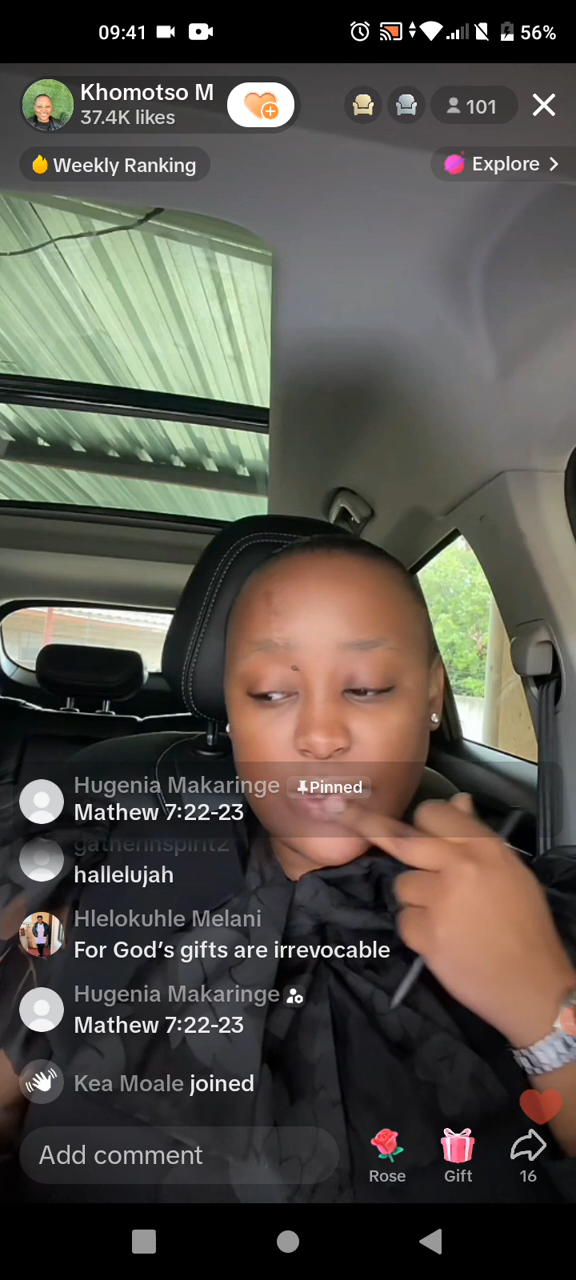 09:41
56%
Khomotso M
37.4K likes
101
Weekly Ranking
Explore
Hugenia Makaringe Pinned
Mathew 7:22-23
gatherinspirit2
hallelujah
Hlelokuhle Melani
For God's gifts are irrevocable
Hugenia Makaringe
Mathew 7:22-23
Kea Moale joined
Add comment
Rose
Gift
16